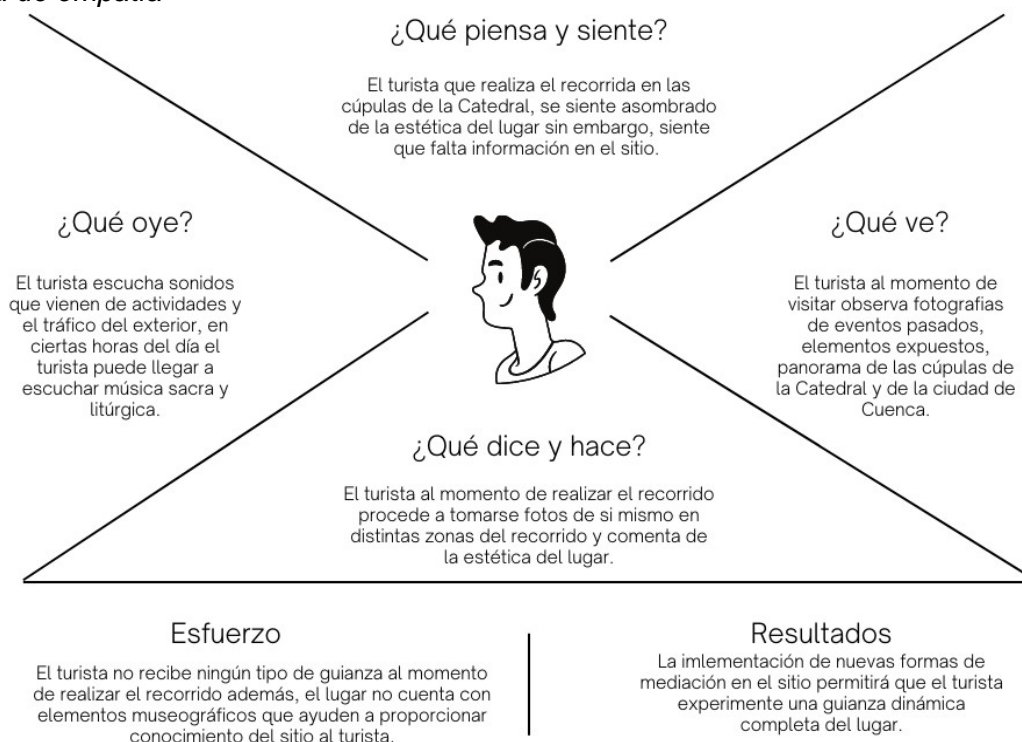 de empatía
¿Qué piensa y siente?
El turista que realiza el recorrida en las
cúpulas de la Catedral, se siente asombrado
de la estética del lugar sin embargo, siente
que falta información en el sitio.
¿Qué oye?
El turista escucha sonidos
que vienen de actividades y
el tráfico del exterior, en
ciertas horas del día el
turista puede llegar a
escuchar música sacra y
litúrgica.
¿Qué ve?
El turista al momento de
visitar observa fotografias
de eventos pasados,
elementos expuestos,
panorama de las cúpulas de
la Catedral y de la ciudad de
Cuenca.
¿Qué dice y hace?
El turista al momento de realizar el recorrido
procede a tomarse fotos de si mismo en
distintas zonas del recorrido y comenta de
la estética del lugar.
Esfuerzo
El turista no recibe ningún tipo de guianza al momento
de realizar el recorrido además, el lugar no cuenta con
elementos museográficos que ayuden a proporcionar
conocimiento del sitio al turista.
Resultados
La imlementación de nuevas formas de
mediación en el sitio permitirá que el turista
experimente una guianza dinámica
completa del lugar.